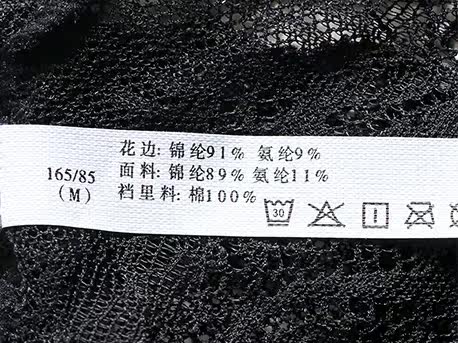 165/85
(M)
花边: 锦纶91% 氨纶9%
面料: 锦纶89% 氨纶11%
裆里料: 棉100%
30